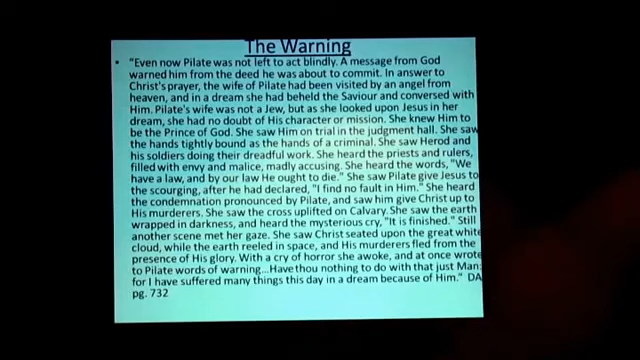 The Warning
• "Even now Pilate was not left to act blindly. A message from God
warned him from the deed he was about to commit. In answer to
Christ's prayer, the wife of Pilate had been visited by an angel from
heaven, and in a dream she had beheld the Saviour and conversed with
Him. Pilate's wife was not a Jew, but as she looked upon Jesus in her
dream, she had no doubt of His character or mission. She knew Him to
be the Prince of God. She saw Him on trial in the judgment hall. She saw
the hands tightly bound as the hands of a criminal. She saw Herod and
his soldiers doing their dreadful work. She heard the priests and rulers,
filled with envy and malice, madly accusing. She heard the words, "We
have a law, and by our law He ought to die." She saw Pilate give Jesus to
the scourging, after he had declared, "I find no fault in Him." She heard
the condemnation pronounced by Pilate, and saw him give Christ up to
His murderers. She saw the cross uplifted on Calvary. She saw the earth
wrapped in darkness, and heard the mysterious cry, "It is finished." Still
another scene met her gaze. She saw Christ seated upon the great white
cloud, while the earth reeled in space, and His murderers fled from the
presence of His glory. With a cry of horror she awoke, and at once wrote
to Pilate words of warning...Have thou nothing to do with that just Man:
for I have suffered many things this day in a dream because of Him." DA
pg. 732